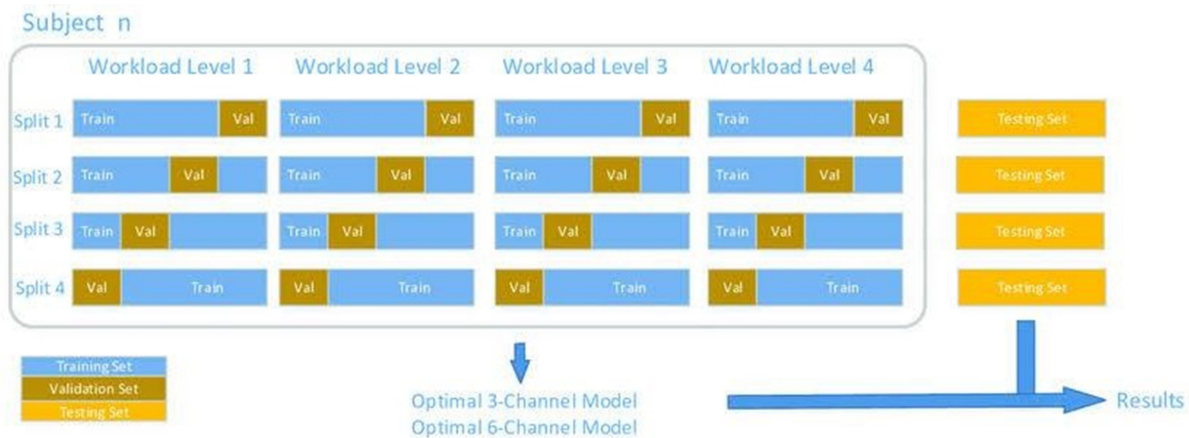 Subject n
Workload Level 1 Workload Level 2 Workload Level 3 Workload Level 4
Split 1 Train Val Train Val Train Val Train Val Testing Set
Split 2 Train Val Train Val Train Val Train Val Testing Set
Split 3 Train Val Train Val Train Val Train Val Testing Set
Split 4 Val Train Val Train Val Train Val Train Testing Set
Training Set
Validation Set
Testing Set
Optimal 3-Channel Model
Optimal 6-Channel Model
Results